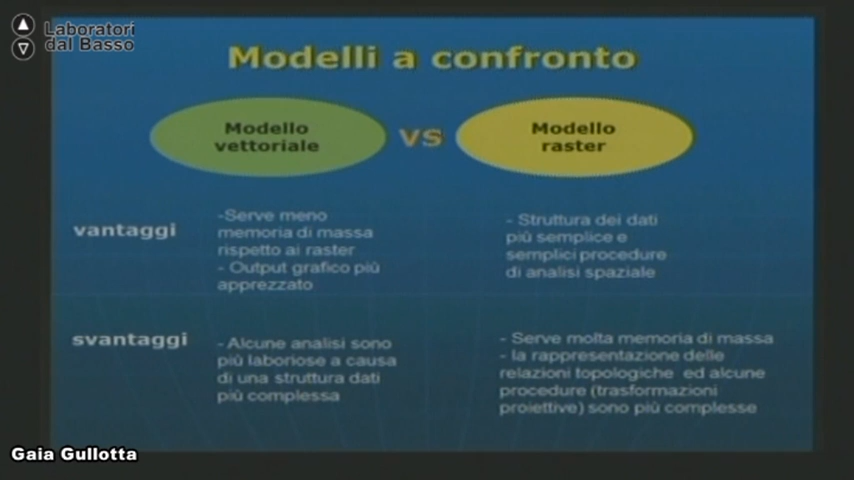 Laboratori
dal Basso
Modelli a confronto
Modello
vettoriale
vs
Modello
raster
vantaggi
-Serve meno
memoria di massa
rispetto ai raster
- Output grafico più
apprezzato
- Struttura dei dati
più semplice e
semplici procedure
di analisi spaziale
svantaggi
- Alcune analisi sono
più laboriose a causa
di una struttura dati
più complessa
- Serve molta memoria di massa
- la rappresentazione delle
relazioni topologiche ed alcune
procedure (trasformazioni
proiettive) sono più complesse
Gaia Gullotta